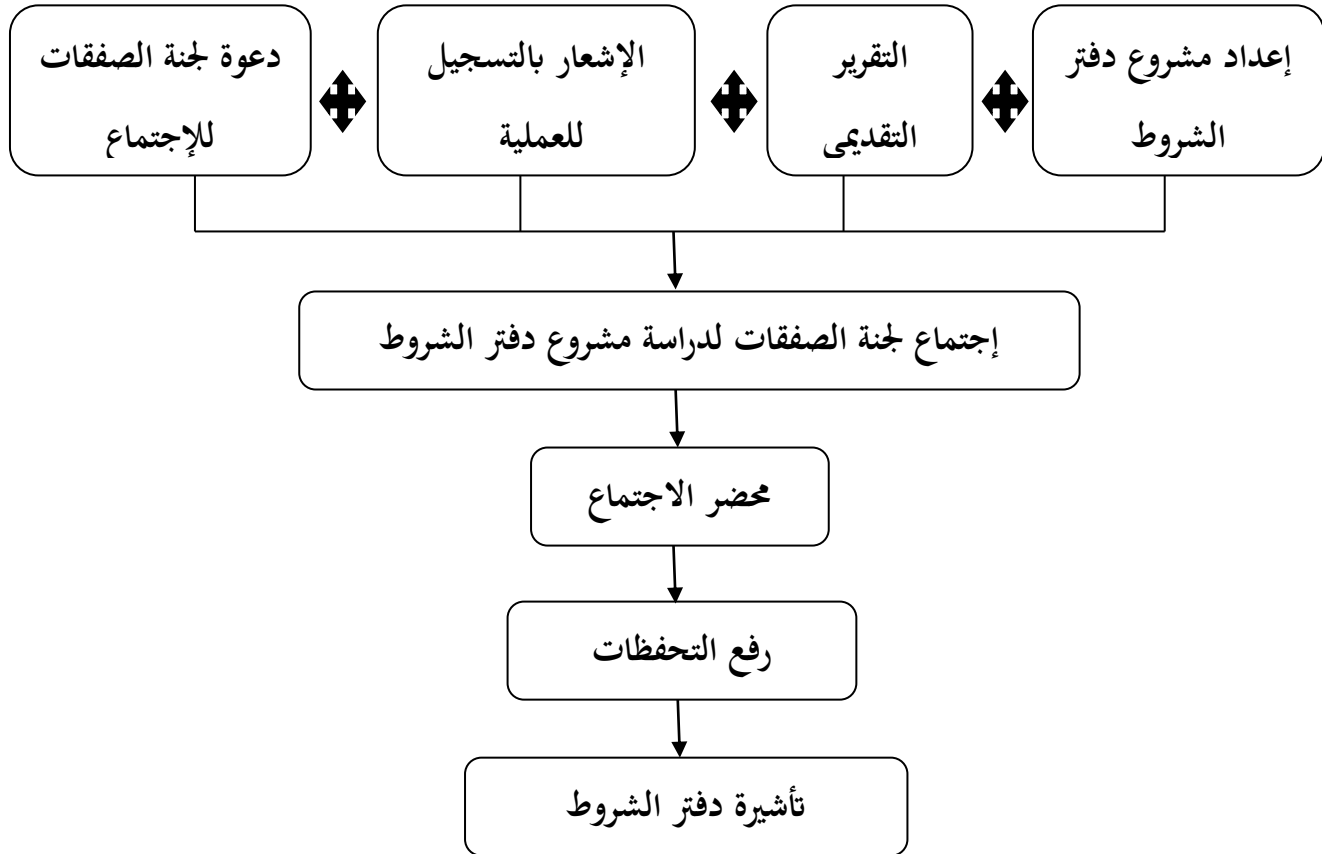 إعداد مشروع دفتر
الشروط
التقرير
التقديمى
الإشعار بالتسجيل
للعملية
دعوة لجنة الصفقات
للإجتماع
إجتماع لجنة الصفقات لدراسة مشروع دفتر الشروط
محضر الاجتماع
رفع التحفظات
تأشيرة دفتر الشروط